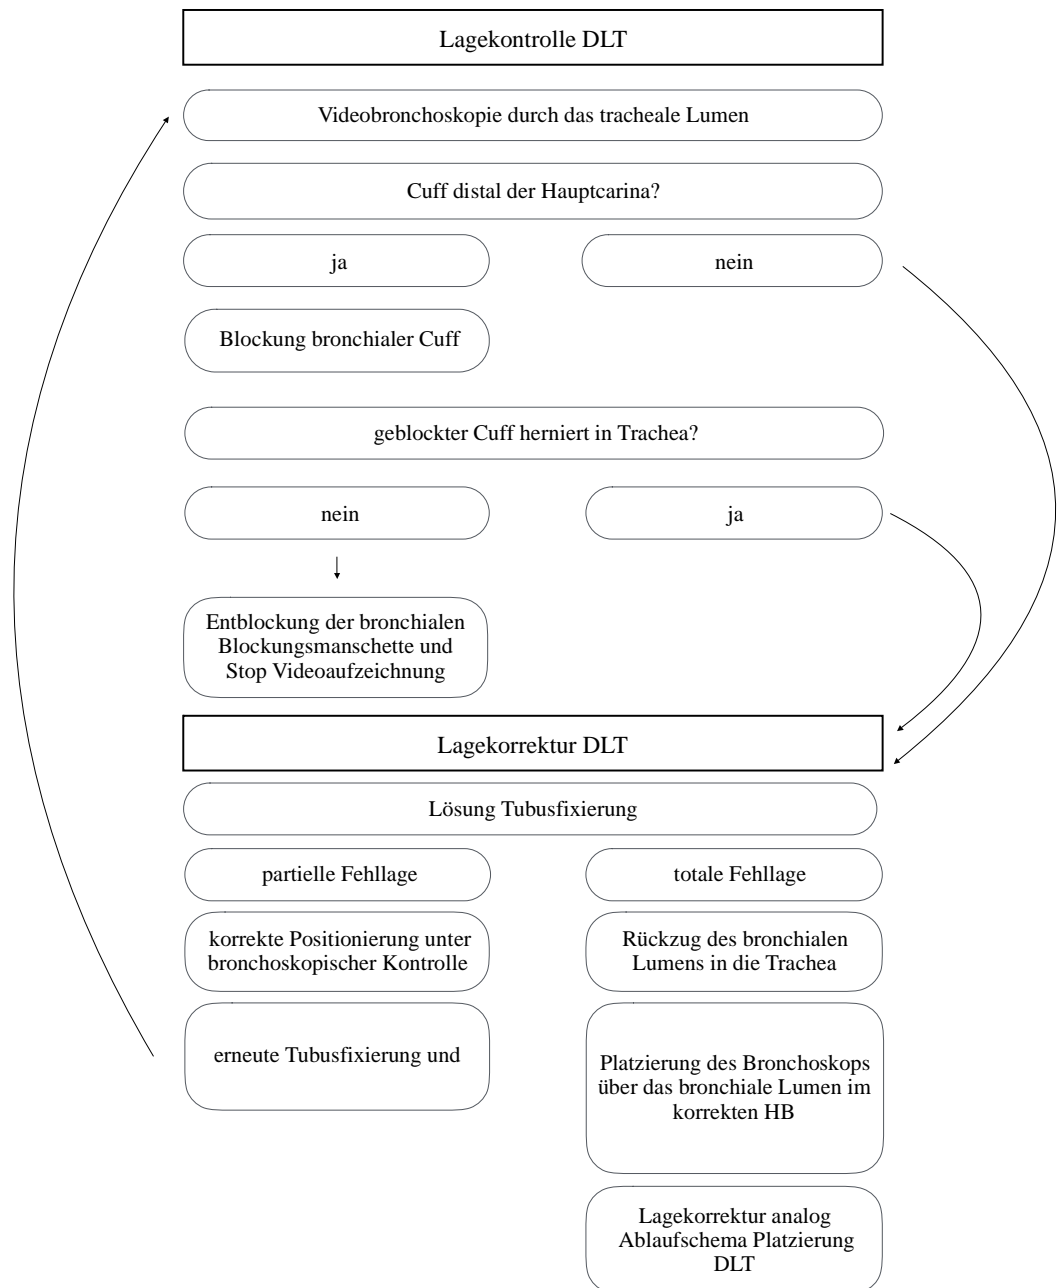 Lagekontrolle DLT
Videobronchoskopie durch das tracheale Lumen
Cuff distal der Hauptcarina?
ja
nein
Blockung bronchialer Cuff
geblockter Cuff herniert in Trachea?
nein
ja
Entblockung der bronchialen
Blockungsmanschette und
Stop Videoaufzeichnung
Lagekorrektur DLT
Lösung Tubusfixierung
partielle Fehllage
totale Fehllage
korrekte Positionierung unter
bronchoskopischer Kontrolle
Rückzug des bronchialen
Lumens in die Trachea
erneute Tubusfixierung und
Platzierung des Bronchoskops
über das bronchiale Lumen im
korrekten HB
Lagekorrektur analog
Ablaufschema Platzierung
DLT